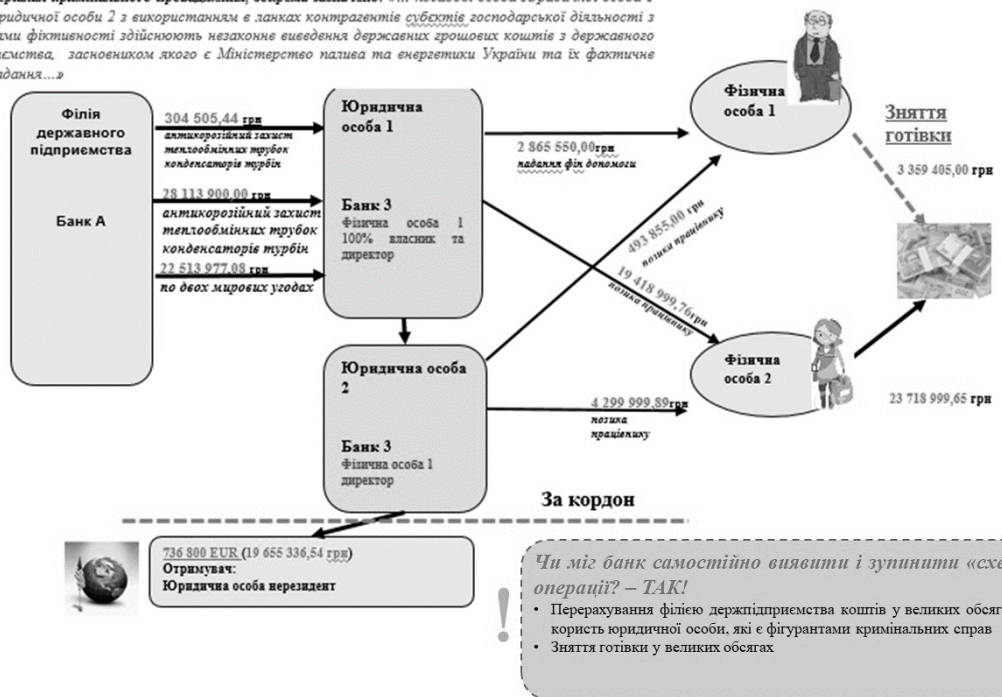 кримінального провадження, зокрема зазначено: «…
Юридичної особи 2 з використанням в ланках контрагентів субєктів господарської діяльності з
фіктивності здійснюють незаконне виведення державних грошових коштів з державного
засновником якого є Міністерство палива та енергетики України та їх фактичне
Філія
державного
підприємства
Банк А
304 505,44 грн
антикорозійний захист
теплообмінних трубок
конденсаторів турбін
28 113 900,00 грн
антикорозійний захист
теплообмінних трубок
конденсаторів турбін
22 513 977,08 грн
по двох мирових угодах
Юридична
особа 1
Банк 3
Фізична особа 1
100% власник та
директор
2 865 550,00грн
надання фін допомоги
493 855,00 грн
позика працівнику
19 418 999,76грн
позика працівнику
Фізична
особа 1
Зняття
готівки
3 359 405,00 грн
Юридична особа
2
Банк 3
Фізична особа 1
директор
4 299 999,89грн
позика
працівнику
Фізична
особа 2
23 718 999,65 грн
За кордон
736 800 EUR (19 655 336,54 грн)
Отримувач:
Юридична особа нерезидент
!
Чи міг банк самостійно виявити і зупинити
операції? – ТАК!
• Перерахування філією держпідприємства коштів у великих
користь юридичної особи, які є фігурантами кримінальних справ
• Зняття готівки у великих обсягах